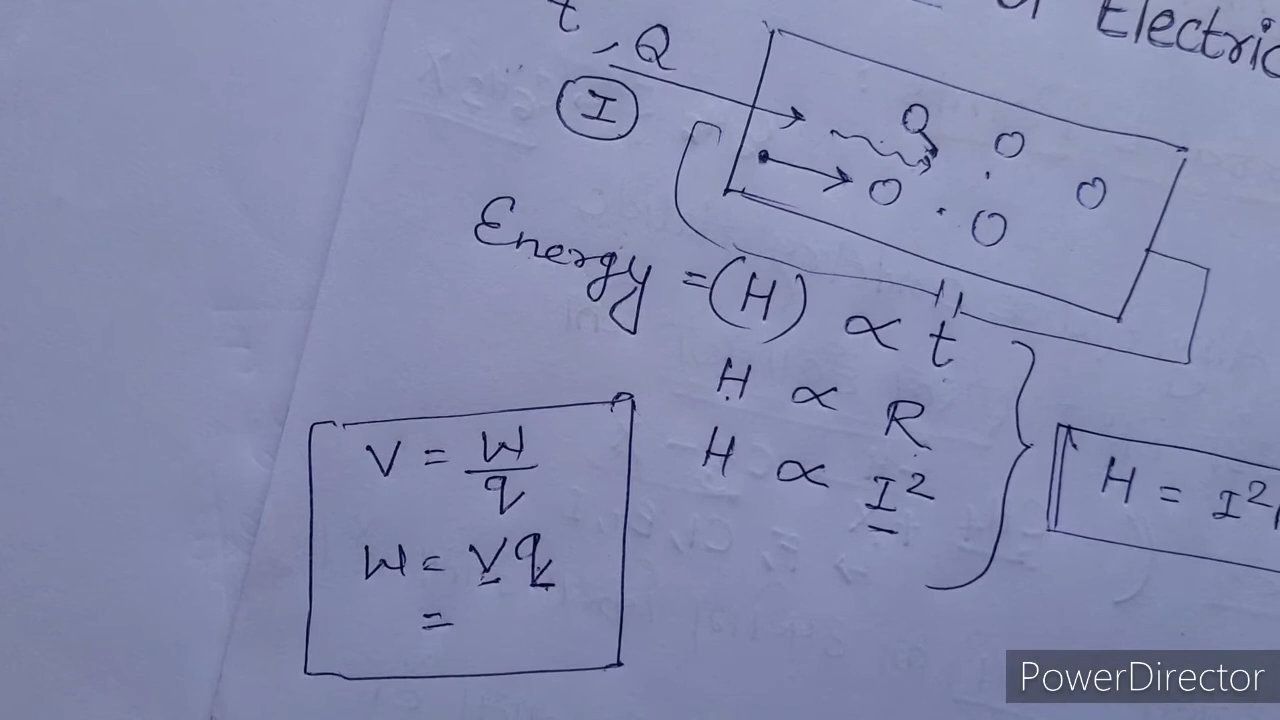 Electric
t, Q
I
Energy = (H) ∝ t
H ∝ R
H ∝ I²
H = I²
V = W/q
W = Vq
=
PowerDirector